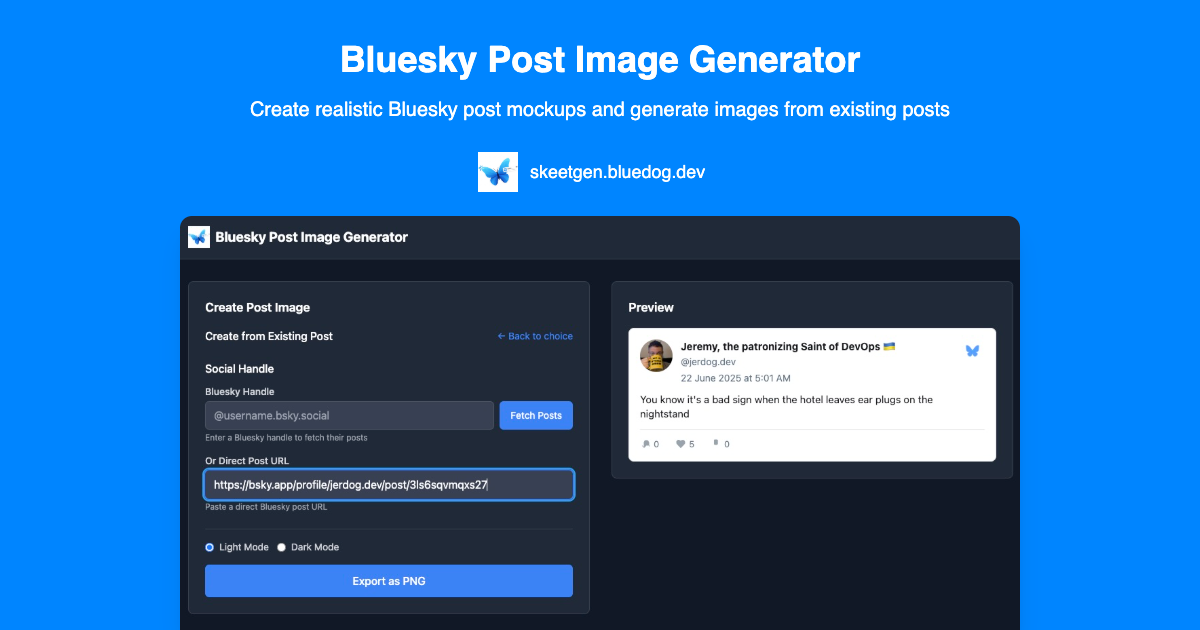 Bluesky Post Image Generator
Create realistic Bluesky post mockups and generate images from existing posts
skeetgen.bluedog.dev
Bluesky Post Image Generator
Create Post Image
Create from Existing Post
← Back to choice
Social Handle
Bluesky Handle
@username.bsky.social
Fetch Posts
Enter a Bluesky handle to fetch their posts
Or Direct Post URL
https://bsky.app/profile/jerdog.dev/post/3ls6sqvmqxs27
Paste a direct Bluesky post URL
Light Mode
Dark Mode
Export as PNG
Preview
Jeremy, the patronizing Saint of DevOps 🇺🇦
@jerdog.dev
22 June 2025 at 5:01 AM
You know it's a bad sign when the hotel leaves ear plugs on the
nightstand
0 5 0